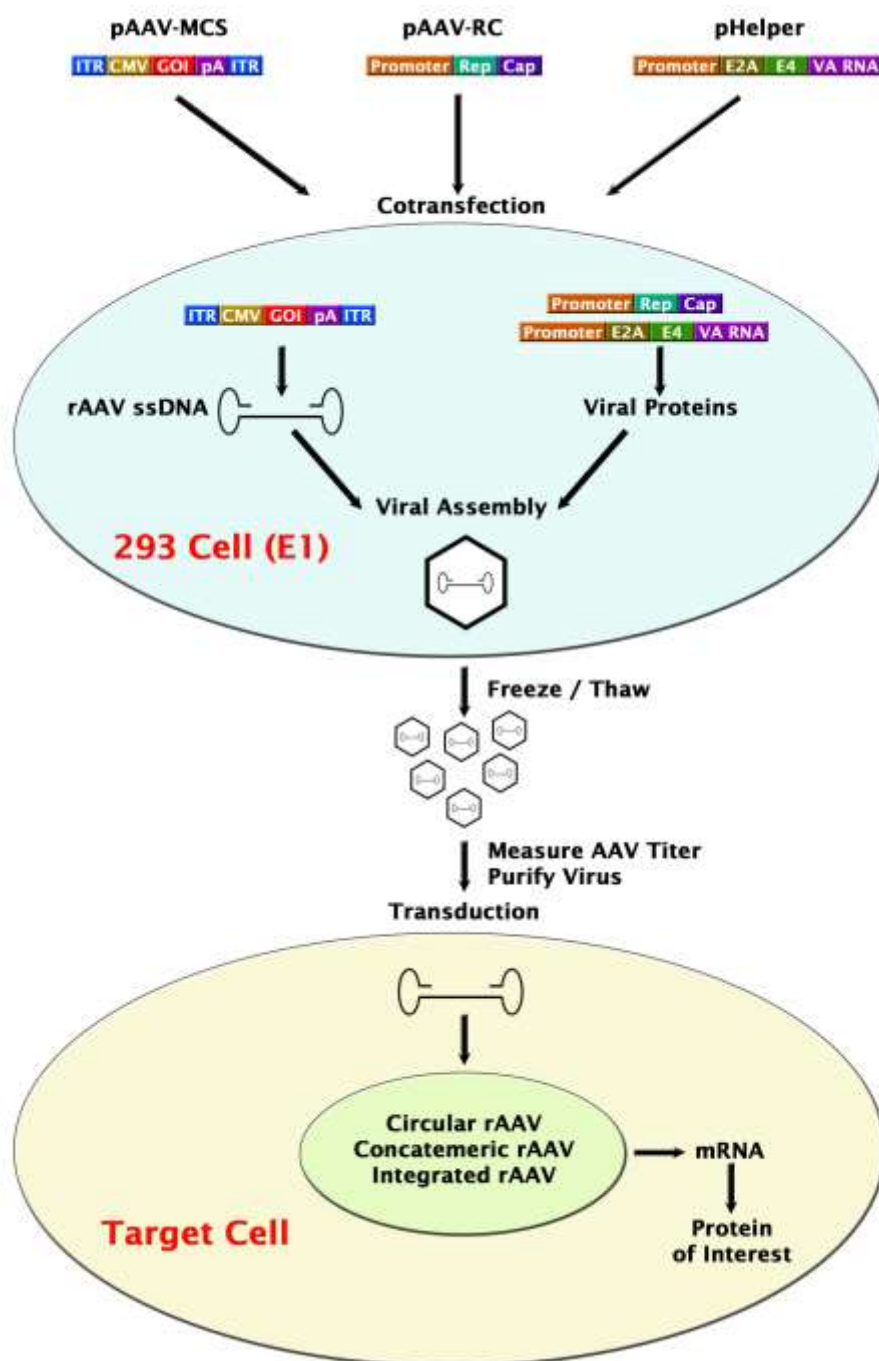 pAAV-MCS pAAV-RC pHelper
ITR CMV GOI pA ITR Promoter Rep Cap Promoter E2A E4 VA RNA
Cotransfection
Promoter Rep Cap
ITR CMV GOI pA ITR Promoter E2A E4 VA RNA
rAAV ssDNA Viral Proteins
Viral Assembly
293 Cell (E1)
Freeze / Thaw
Measure AAV Titer
Purify Virus
Transduction
Circular rAAV
Concatemeric rAAV mRNA
Integrated rAAV
Target Cell
Protein
of Interest